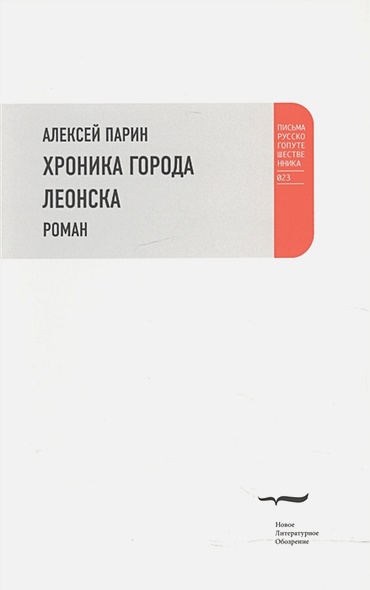 АЛЕКСЕЙ ПАРИН
ХРОНИКА ГОРОДА
ЛЕОНСКА
РОМАН
ПИСЬМА
РУССКО
ГОПУТЕ
ШЕСТВЕ
ННИКА
023
Новое
Литературное
Обозрение